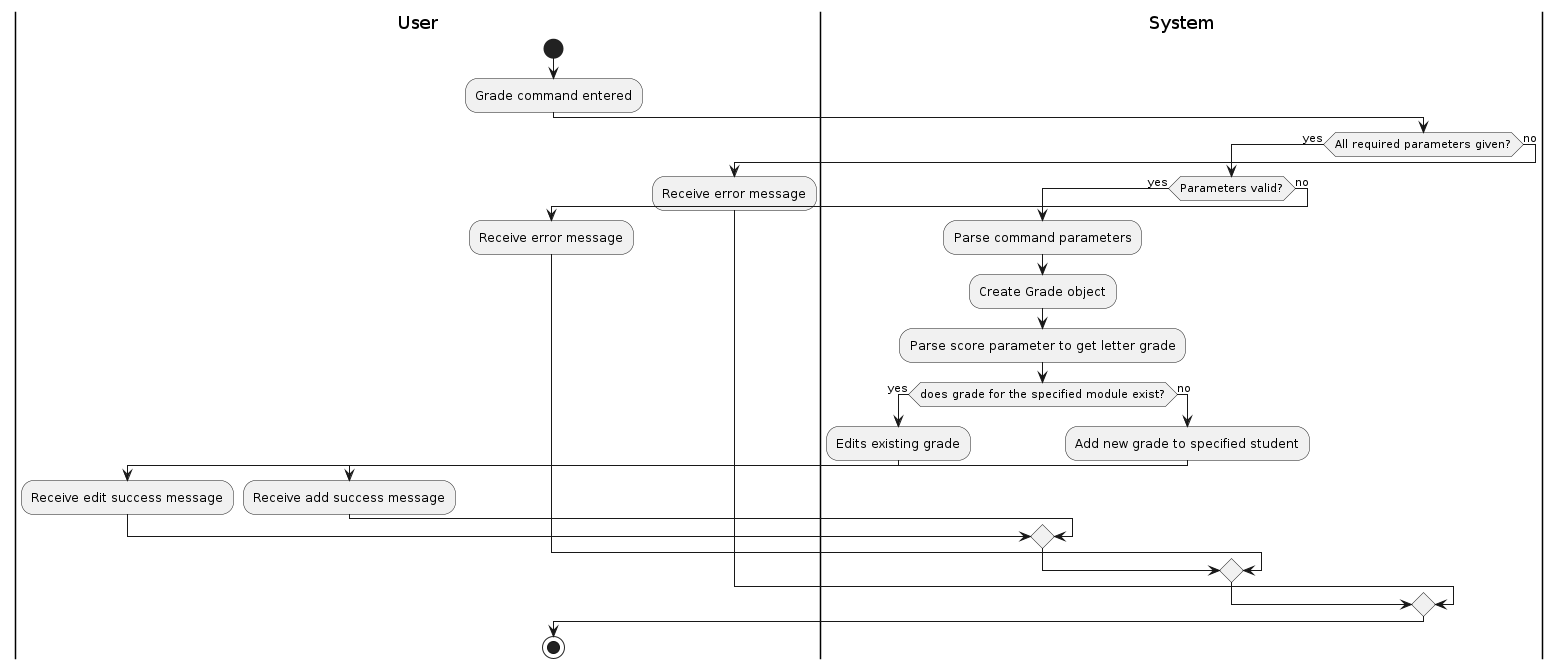 User
System
Grade command entered
yes
All required parameters given?
no
Receive error message
yes
Parameters valid?
no
Receive error message
Parse command parameters
Create Grade object
Parse score parameter to get letter grade
yes
does grade for the specified module exist?
no
Edits existing grade
Add new grade to specified student
Receive edit success message
Receive add success message